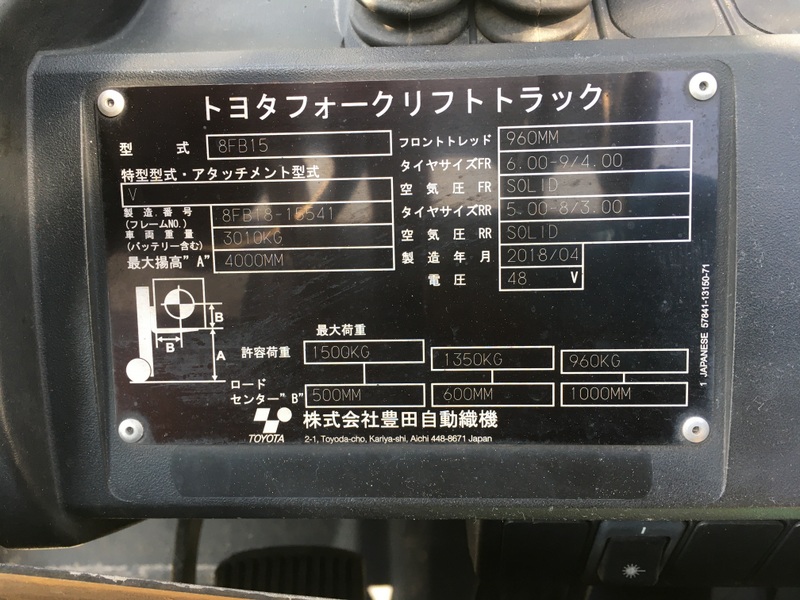 トヨタフォークリフトトラック
型 式 8FB15
特型型式・アタッチメント型式
V
製造番号
(フレームNO.) 8FB18-15541
車両重量
(バッテリー含む) 3010KG
最大揚高"A" 4000MM
フロントトレッド 960MM
タイヤサイズFR 6.00-9/4.00
空気圧 FR SOLID
タイヤサイズRR 5.00-8/3.00
空気圧 RR SOLID
製造年月 2018/04
電圧 48 V
B
B
A
最大荷重
許容荷重 1500KG 1350KG 960KG
ロード
センター"B" 500MM 600MM 1000MM
TOYOTA 株式会社豊田自動織機
2-1, Toyoda-cho, Kariya-shi, Aichi 448-8671 Japan
1 JAPANESE 57841-13150-71